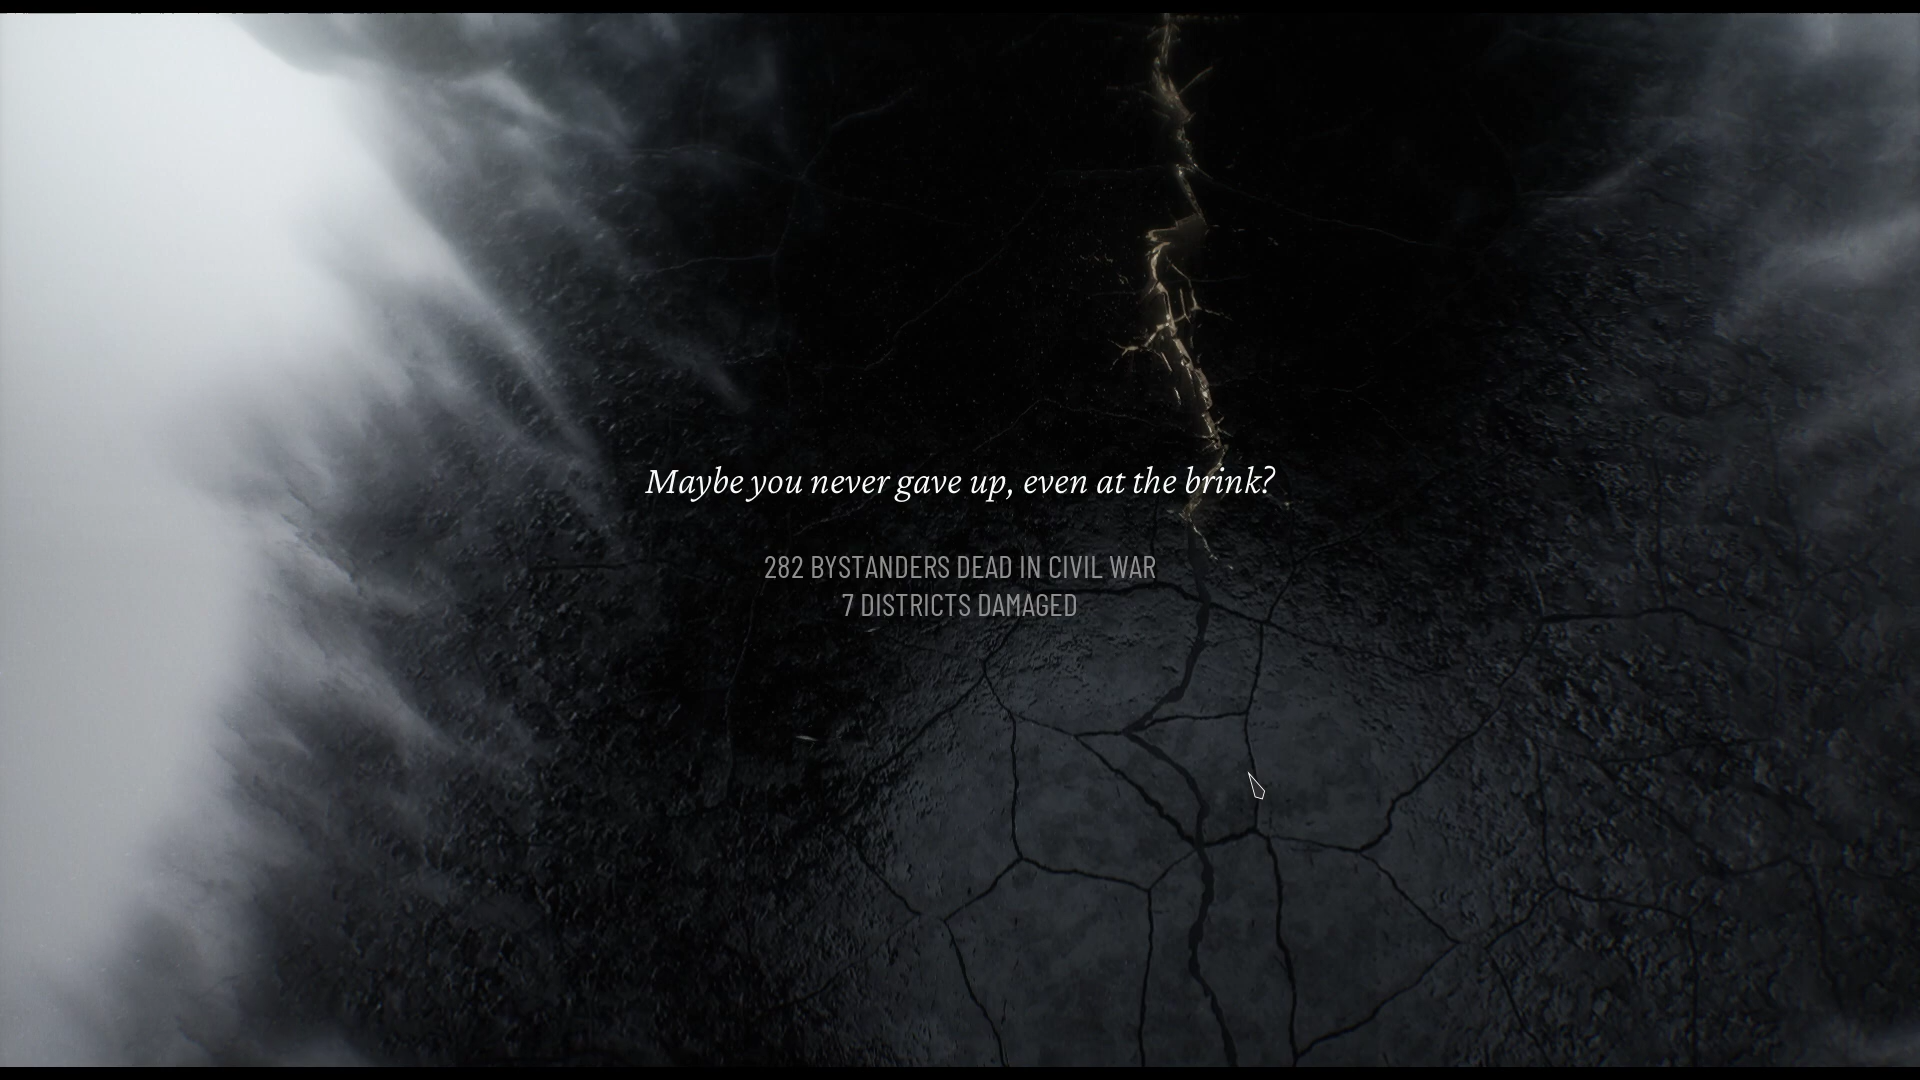 Maybe you never gave up, even at the brink?
282 BYSTANDERS DEAD IN CIVIL WAR
7 DISTRICTS DAMAGED